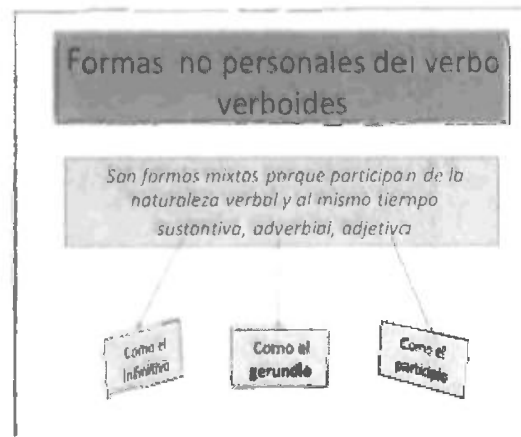 Formas no personales del verbo
verboides
Son formas mixtas porque participan de la
naturaleza verbal y al mismo tiempo
sustantiva, adverbial, adjetiva
Como el
Infinitivo
Como el
gerundio
Como el
participio